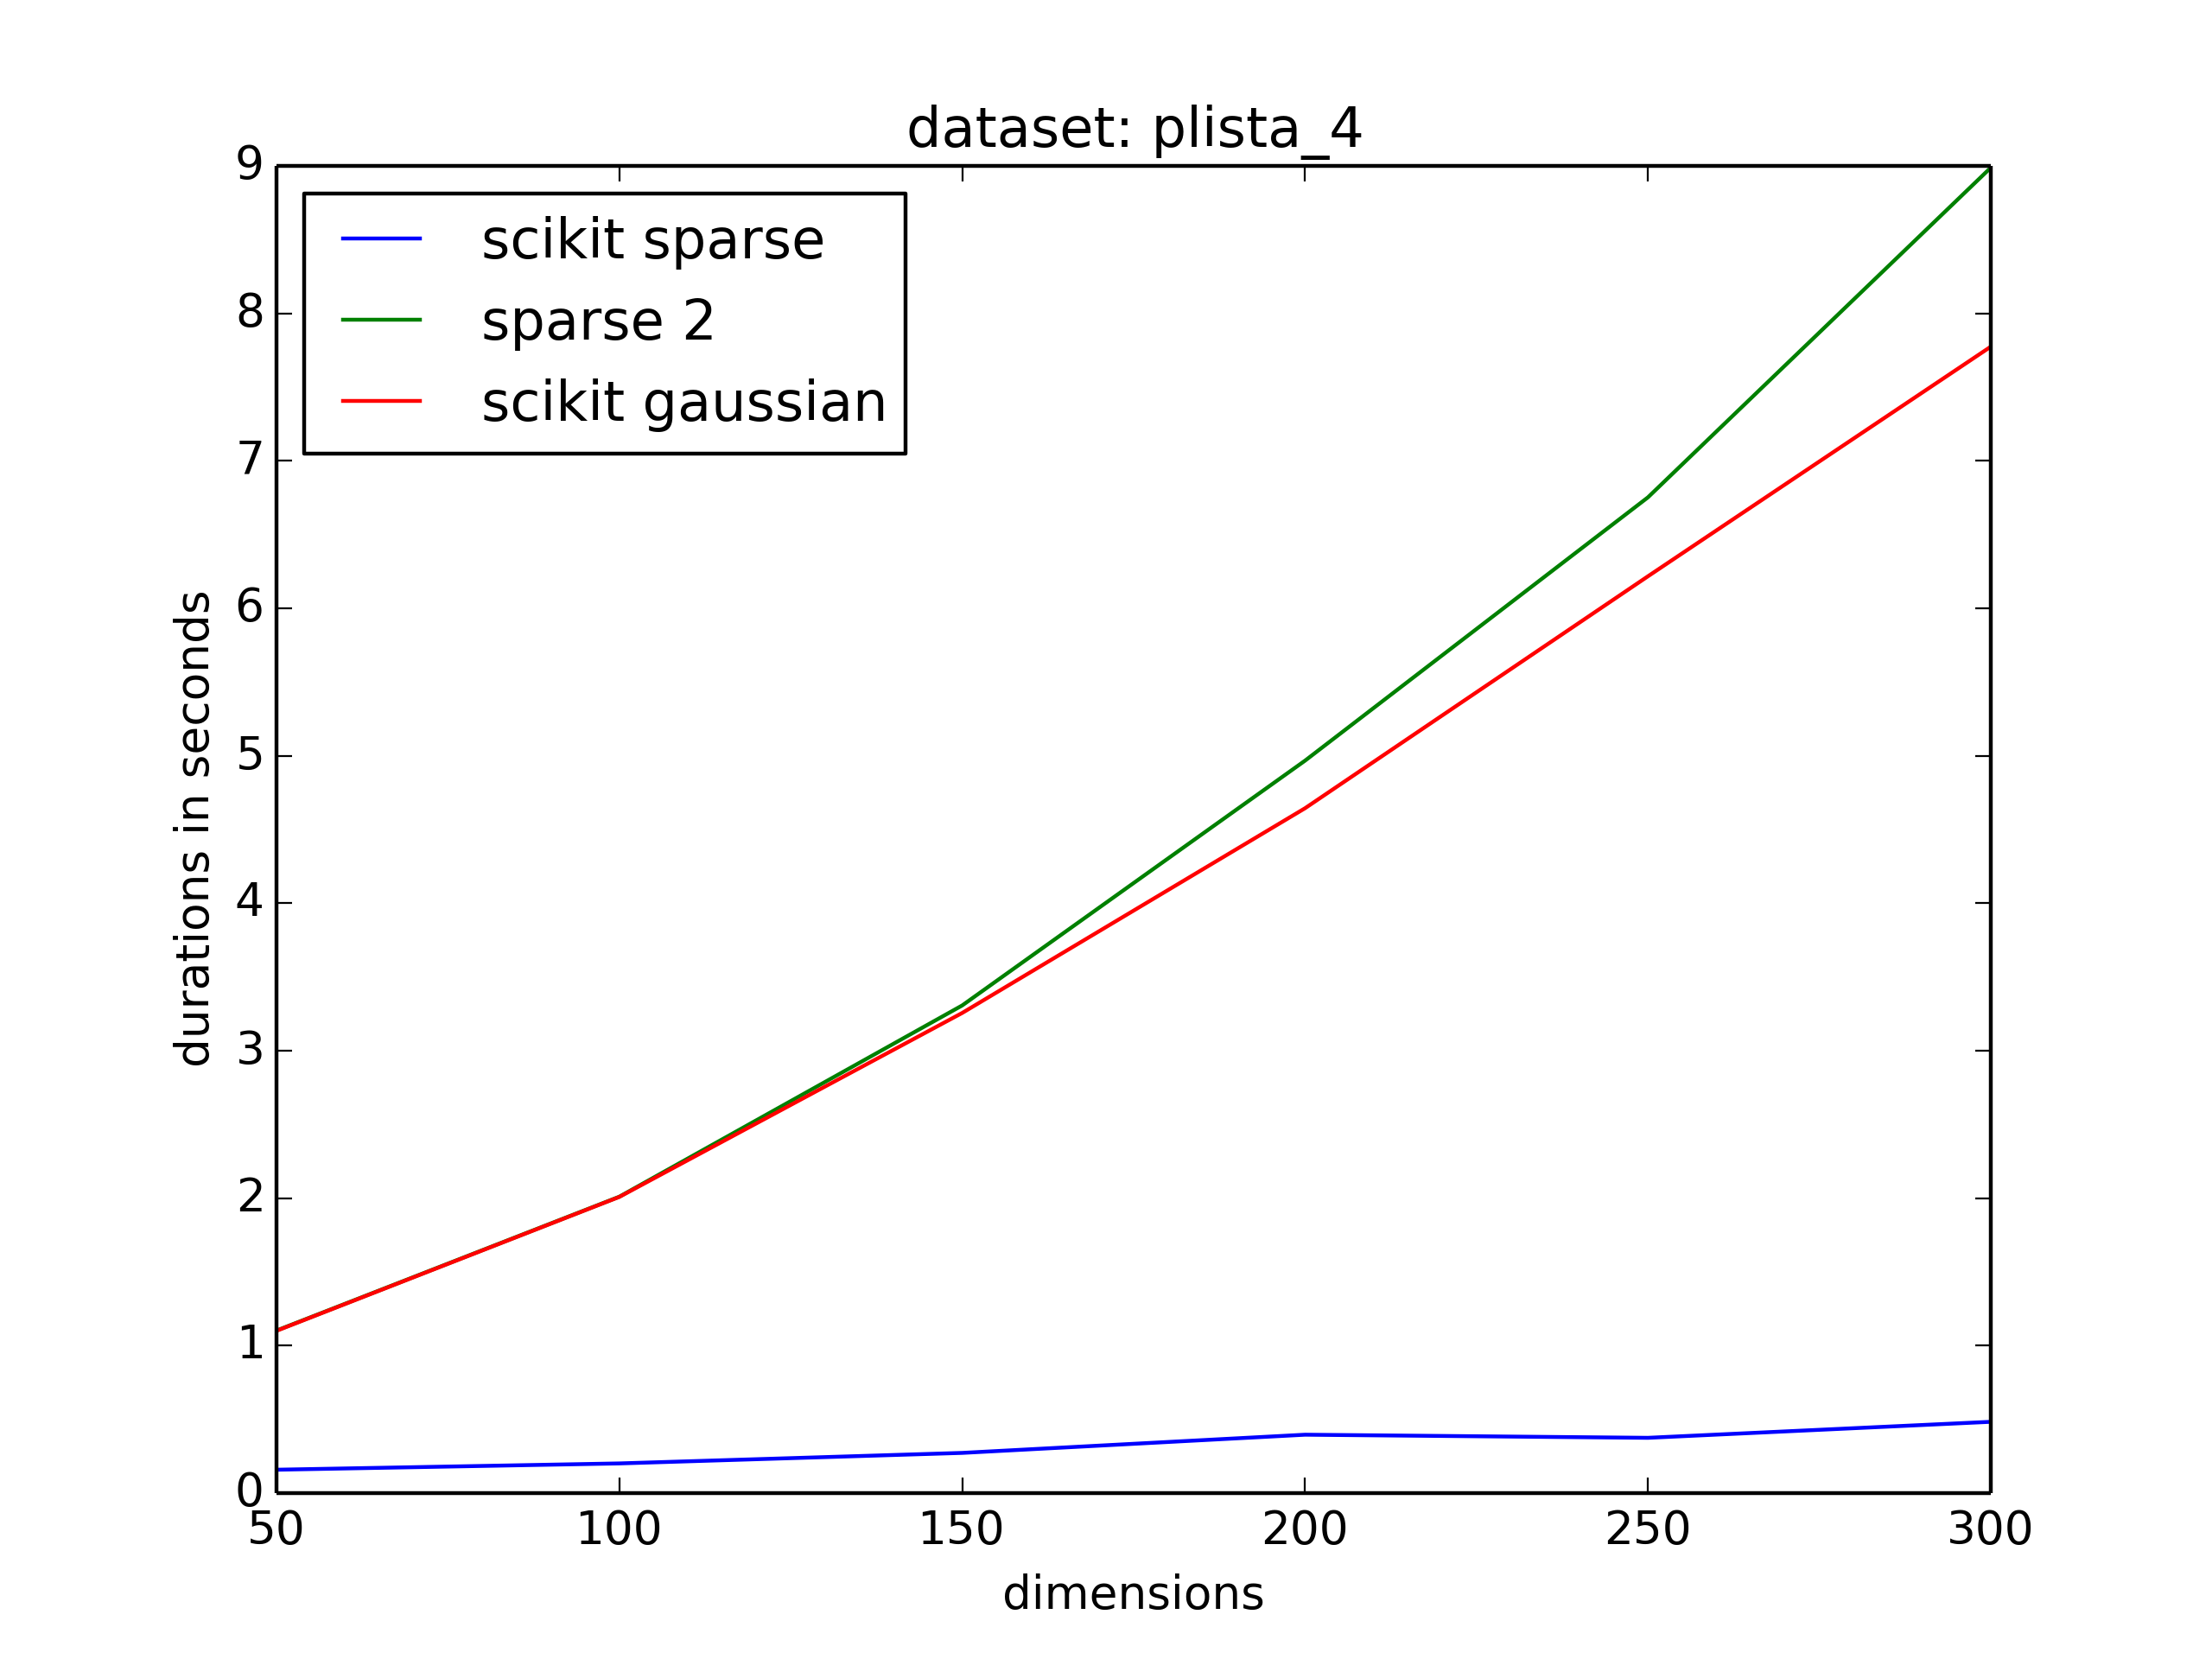 dataset: plista_4
9
8
7
6
5
4
3
2
1
0
durations in seconds
scikit sparse
sparse 2
scikit gaussian
50 100 150 200 250 300
dimensions